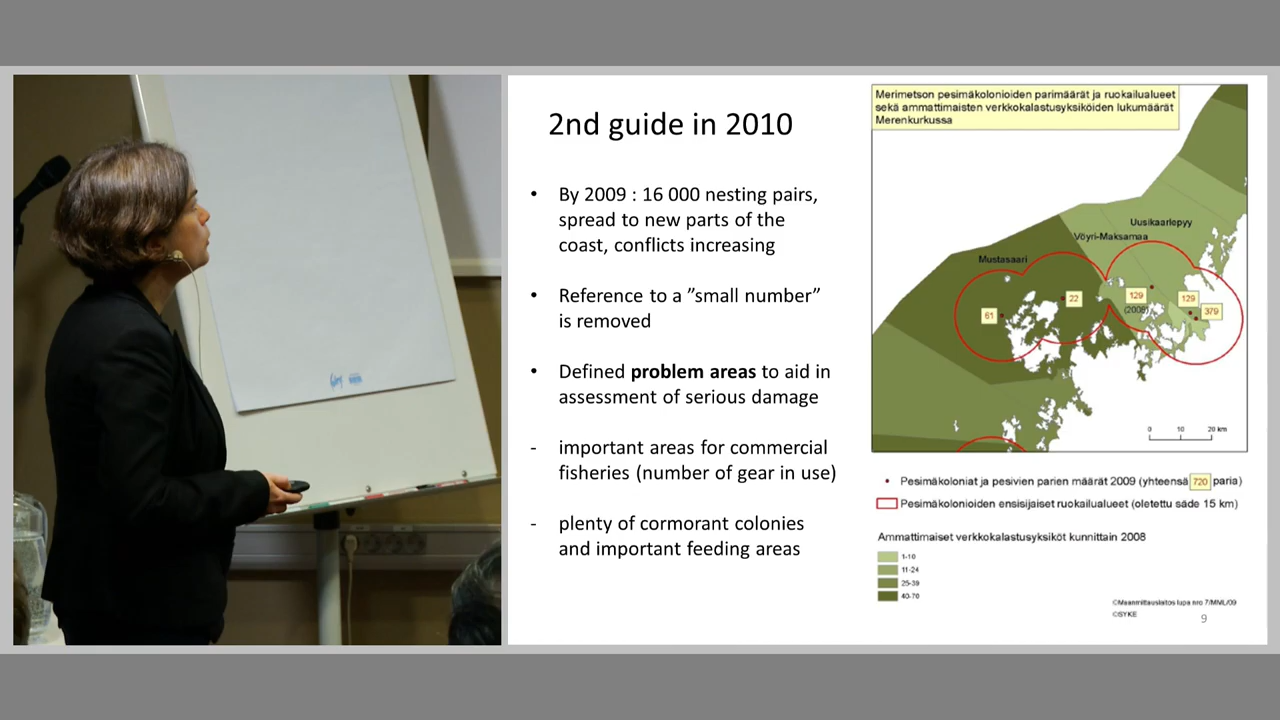 2nd guide in 2010
• By 2009 : 16 000 nesting pairs,
spread to new parts of the
coast, conflicts increasing
• Reference to a ”small number”
is removed
• Defined problem areas to aid in
assessment of serious damage
- important areas for commercial
fisheries (number of gear in use)
- plenty of cormorant colonies
and important feeding areas
Merimetson pesimäkolonioiden parimäärät ja ruokailualueet
sekä ammattimaisten verkkokalastusyksiköiden lukumäärät
Merenkurkussa
Uusikaarlepyy
Vöyri-Maksamaa
Mustasaari
61
22
129
129
379
0 10 20 km
• Pesimäkoloniat ja pesivien parien määrät 2009 (yhteensä 720 paria)
Pesimäkolonioiden ensisijaiset ruokailualueet (oletettu säde 15 km)
Ammattimaiset verkkokalastusyksiköt kunnittain 2008
1-10
11-24
25-39
40-70
©Maanmittauslaitos lupa nro 7/MML/09
©SYKE
9